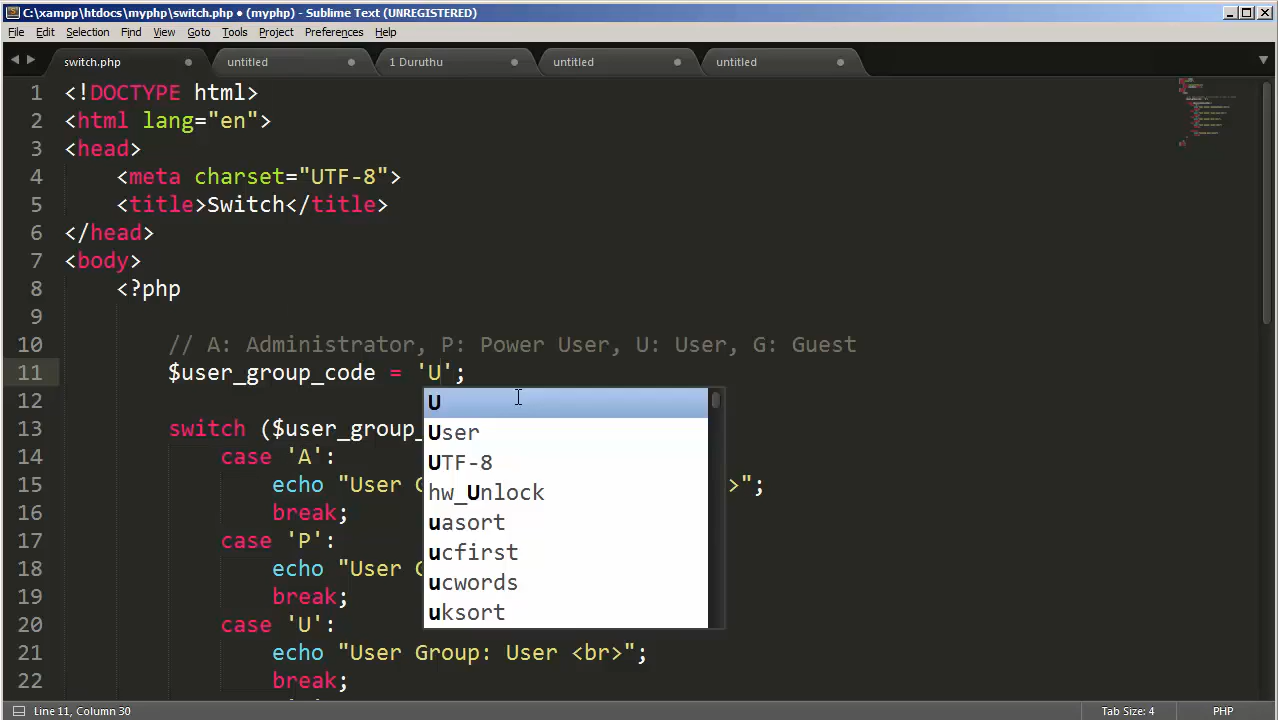 C:\xampp\htdocs\myphp\switch.php • (myphp) - Sublime Text (UNREGISTERED)
File Edit Selection Find View Goto Tools Project Preferences Help
switch.php untitled 1 Duruthu untitled untitled
1 <!DOCTYPE html>
2 <html lang="en">
3 <head>
4 <meta charset="UTF-8">
5 <title>Switch</title>
6 </head>
7 <body>
8 <?php
9
10 // A: Administrator, P: Power User, U: User, G: Guest
11 $user_group_code = 'U';
12 U
13 switch ($user_group_
User
14 case 'A':
UTF-8
15 echo "User G >";
hw_Unlock
16 break;
uasort
17 case 'P':
ucfirst
18 echo "User G
ucwords
19 break;
uksort
20 case 'U':
21 echo "User Group: User <br>";
22 break;
Line 11, Column 30 Tab Size: 4 PHP